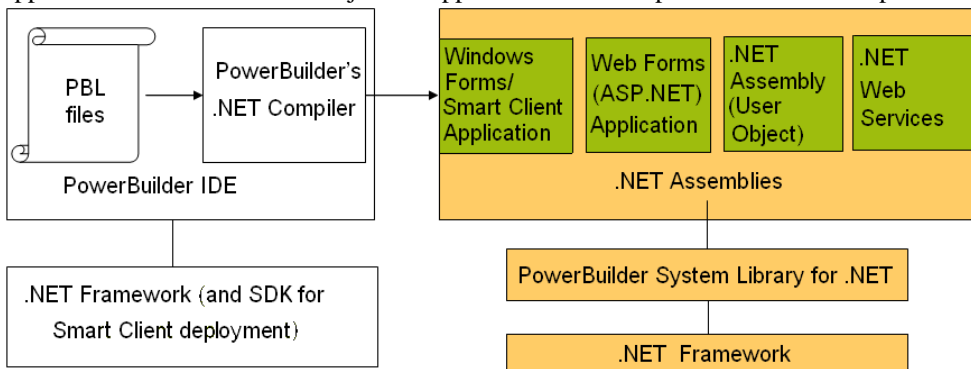 PBL
files
PowerBuilder's
.NET Compiler
PowerBuilder IDE
Windows
Forms/
Smart Client
Application
Web Forms
(ASP.NET)
Application
.NET
Assembly
(User
Object)
.NET
Web
Services
.NET Assemblies
.NET Framework (and SDK for
Smart Client deployment)
PowerBuilder System Library for .NET
.NET Framework